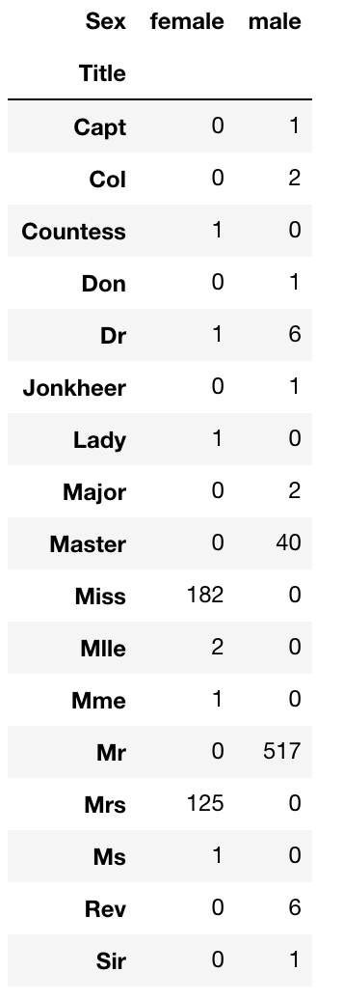 Sex female male
Title
Capt 0 1
Col 0 2
Countess 1 0
Don 0 1
Dr 1 6
Jonkheer 0 1
Lady 1 0
Major 0 2
Master 0 40
Miss 182 0
Mlle 2 0
Mme 1 0
Mr 0 517
Mrs 125 0
Ms 1 0
Rev 0 6
Sir 0 1